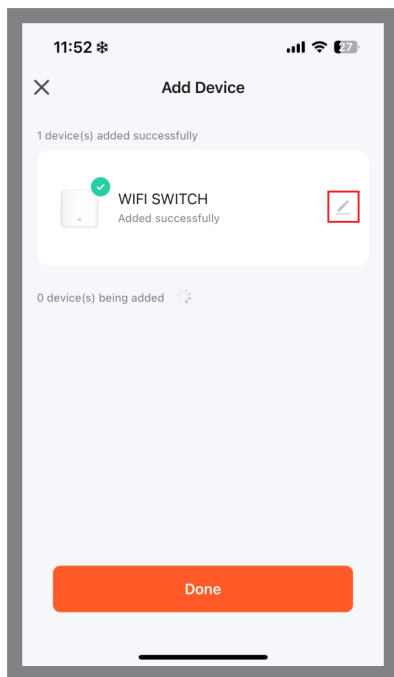 11:52
27
Add Device
1 device(s) added successfully
WIFI SWITCH
Added successfully
0 device(s) being added
Done